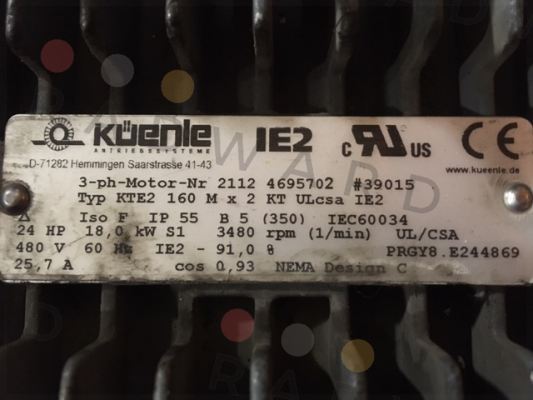 KüEnlE IE2 c RU US CE
ANTRIEBSSYSTEME
D-71282 Hemmingen Saarstrasse 41-43 www.kueenle.de
3-ph-Motor-Nr 2112 4695702 #39015
Typ KTE2 160 M x 2 KT ULcsa IE2
Δ Iso F IP 55 B 5 (350) IEC60034
24 HP 18,0 kW S1 3480 rpm (1/min) UL/CSA
480 V 60 Hz IE2 - 91,0 % PRGY8.E244869
25,7 A cos 0,93 NEMA Design C